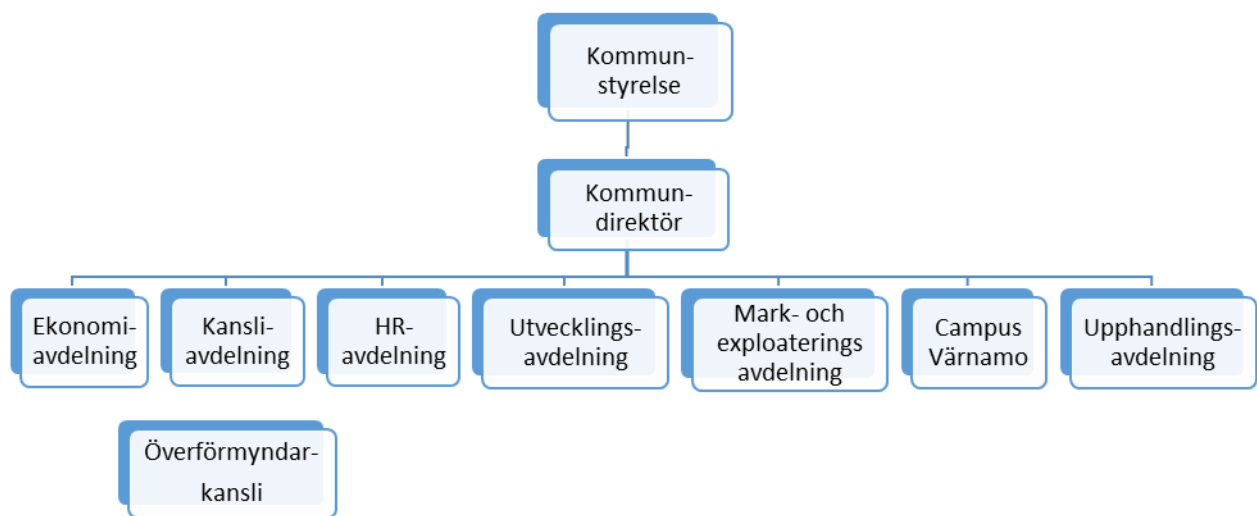 Kommun-
styrelse
Kommun-
direktör
Ekonomi-
avdelning
Kansli-
avdelning
HR-
avdelning
Utvecklings-
avdelning
Mark- och
exploaterings
avdelning
Campus
Värnamo
Upphandlings-
avdelning
Överförmyndar-
kansli